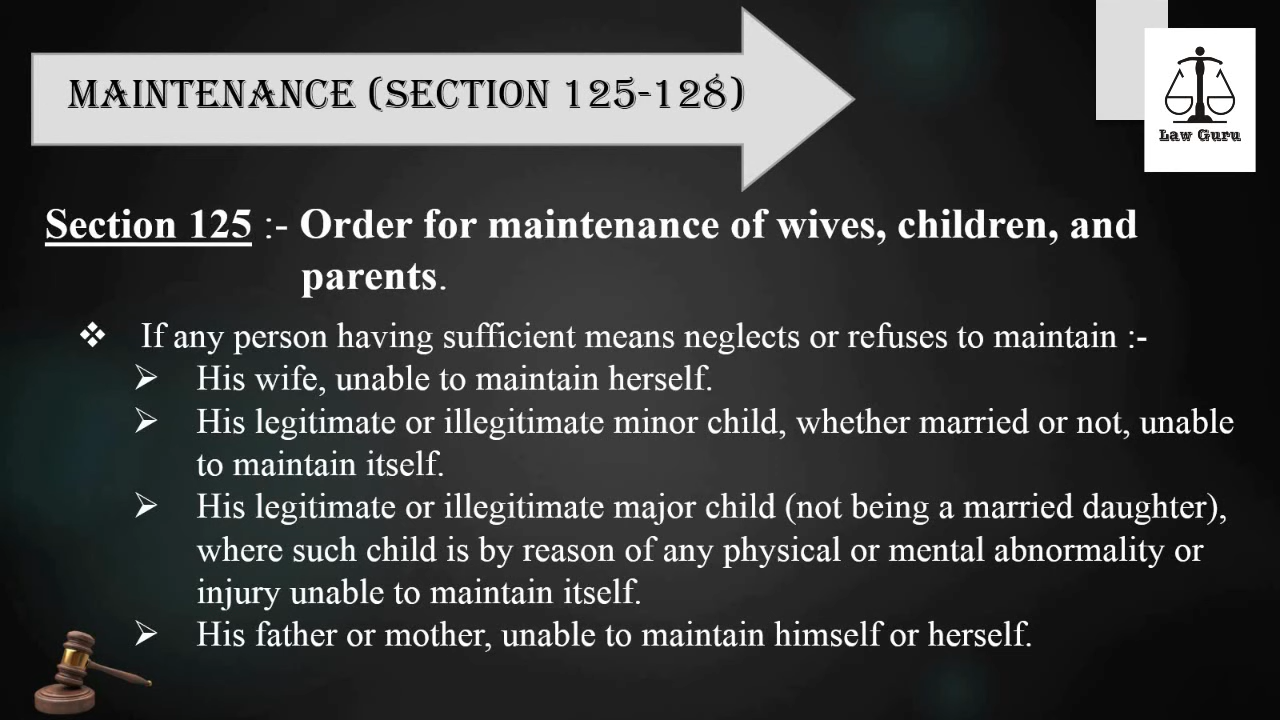 MAINTENANCE (SECTION 125-128)
Law Guru
Section 125 :- Order for maintenance of wives, children, and
parents.
❖ If any person having sufficient means neglects or refuses to maintain :-
➢ His wife, unable to maintain herself.
➢ His legitimate or illegitimate minor child, whether married or not, unable
to maintain itself.
➢ His legitimate or illegitimate major child (not being a married daughter),
where such child is by reason of any physical or mental abnormality or
injury unable to maintain itself.
➢ His father or mother, unable to maintain himself or herself.